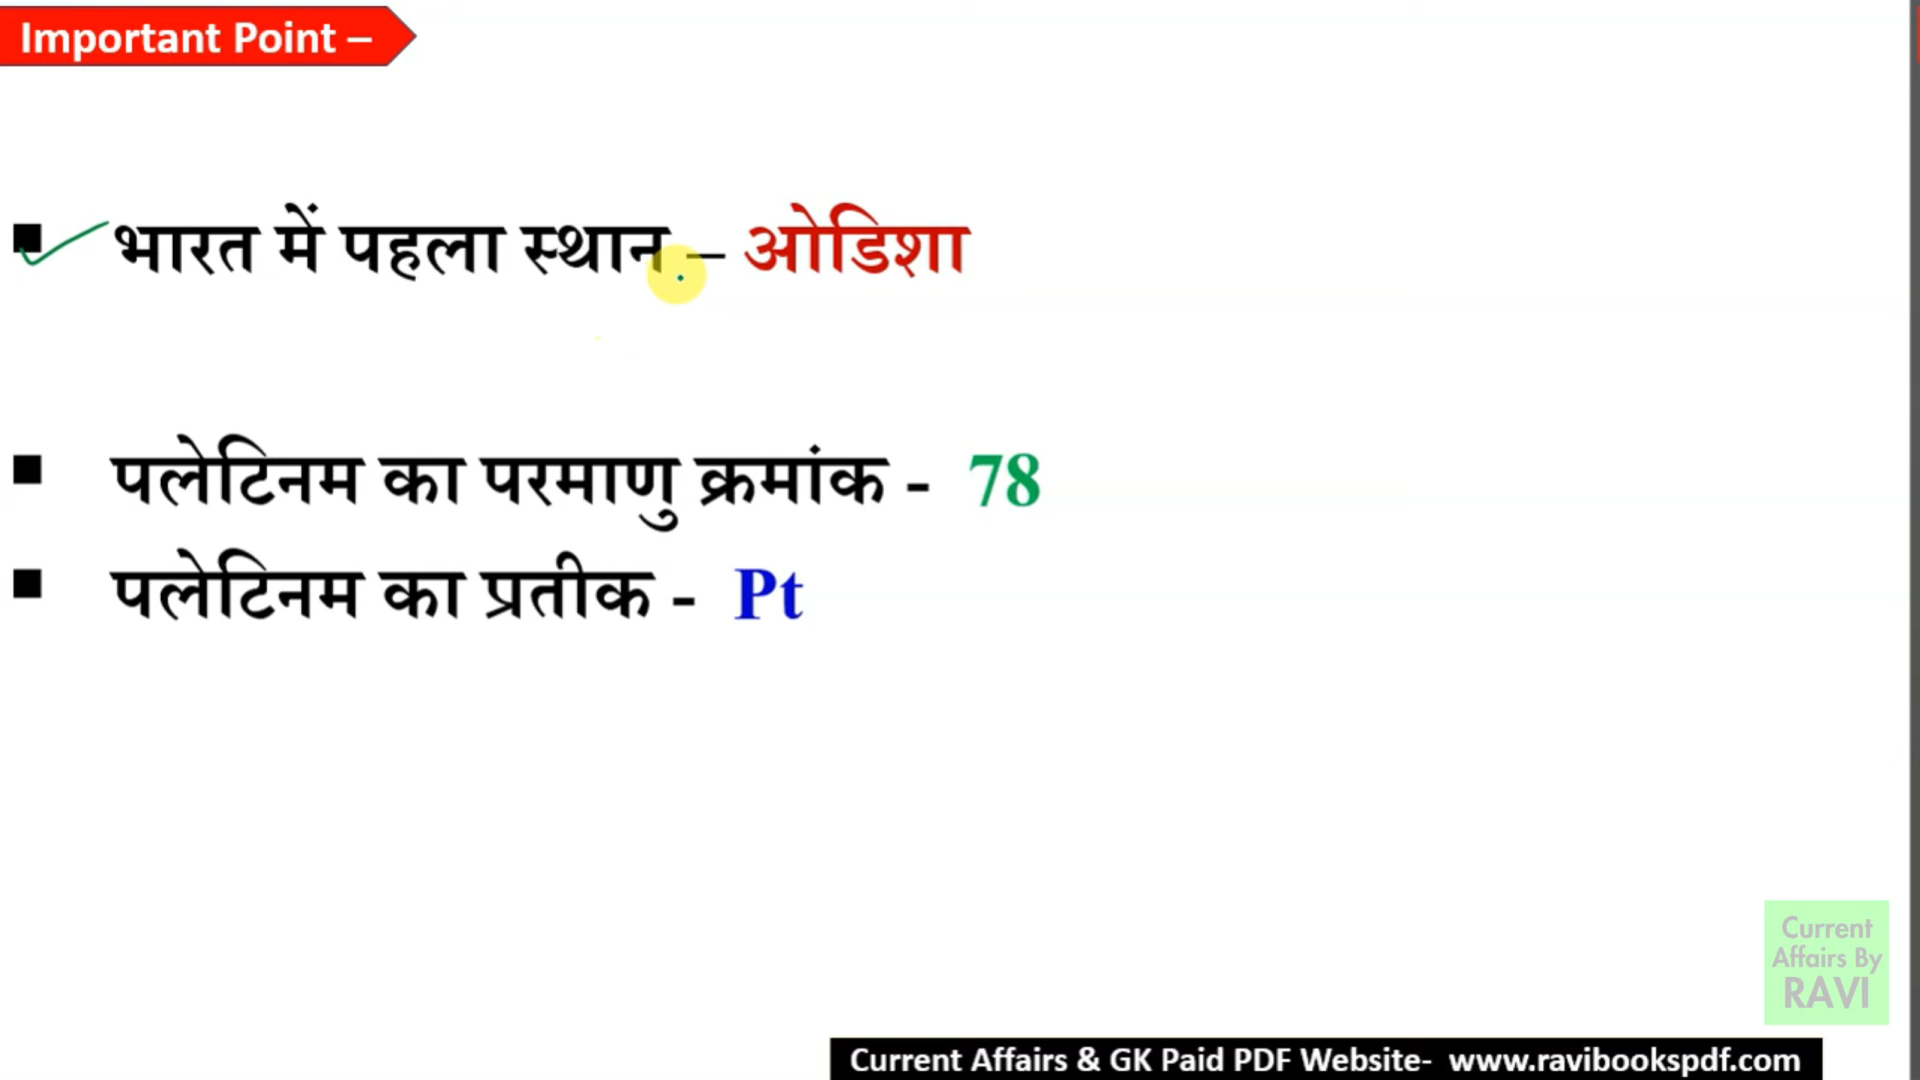 Important Point –
▪ भारत में पहला स्थान – ओडिशा
▪ पलेटिनम का परमाणु क्रमांक - 78
▪ पलेटिनम का प्रतीक - Pt
Current
Affairs By
RAVI
Current Affairs & GK Paid PDF Website- www.ravibookspdf.com